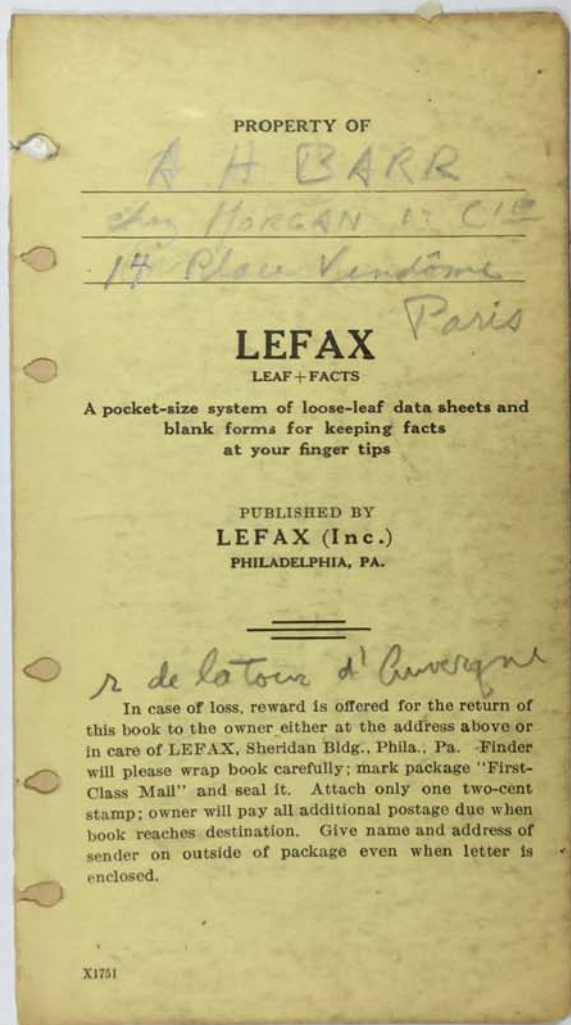 PROPERTY OF
A H BARR
chez MORGAN et Cie
14 Place Vendôme
Paris
LEFAX
LEAF+FACTS
A pocket-size system of loose-leaf data sheets and
blank forms for keeping facts
at your finger tips
PUBLISHED BY
LEFAX (Inc.)
PHILADELPHIA, PA.
r de la Tour d'Auvergne
In case of loss, reward is offered for the return of
this book to the owner either at the address above or
in care of LEFAX, Sheridan Bldg., Phila., Pa. Finder
will please wrap book carefully; mark package "First-
Class Mail" and seal it. Attach only one two-cent
stamp; owner will pay all additional postage due when
book reaches destination. Give name and address of
sender on outside of package even when letter is
enclosed.
X1751